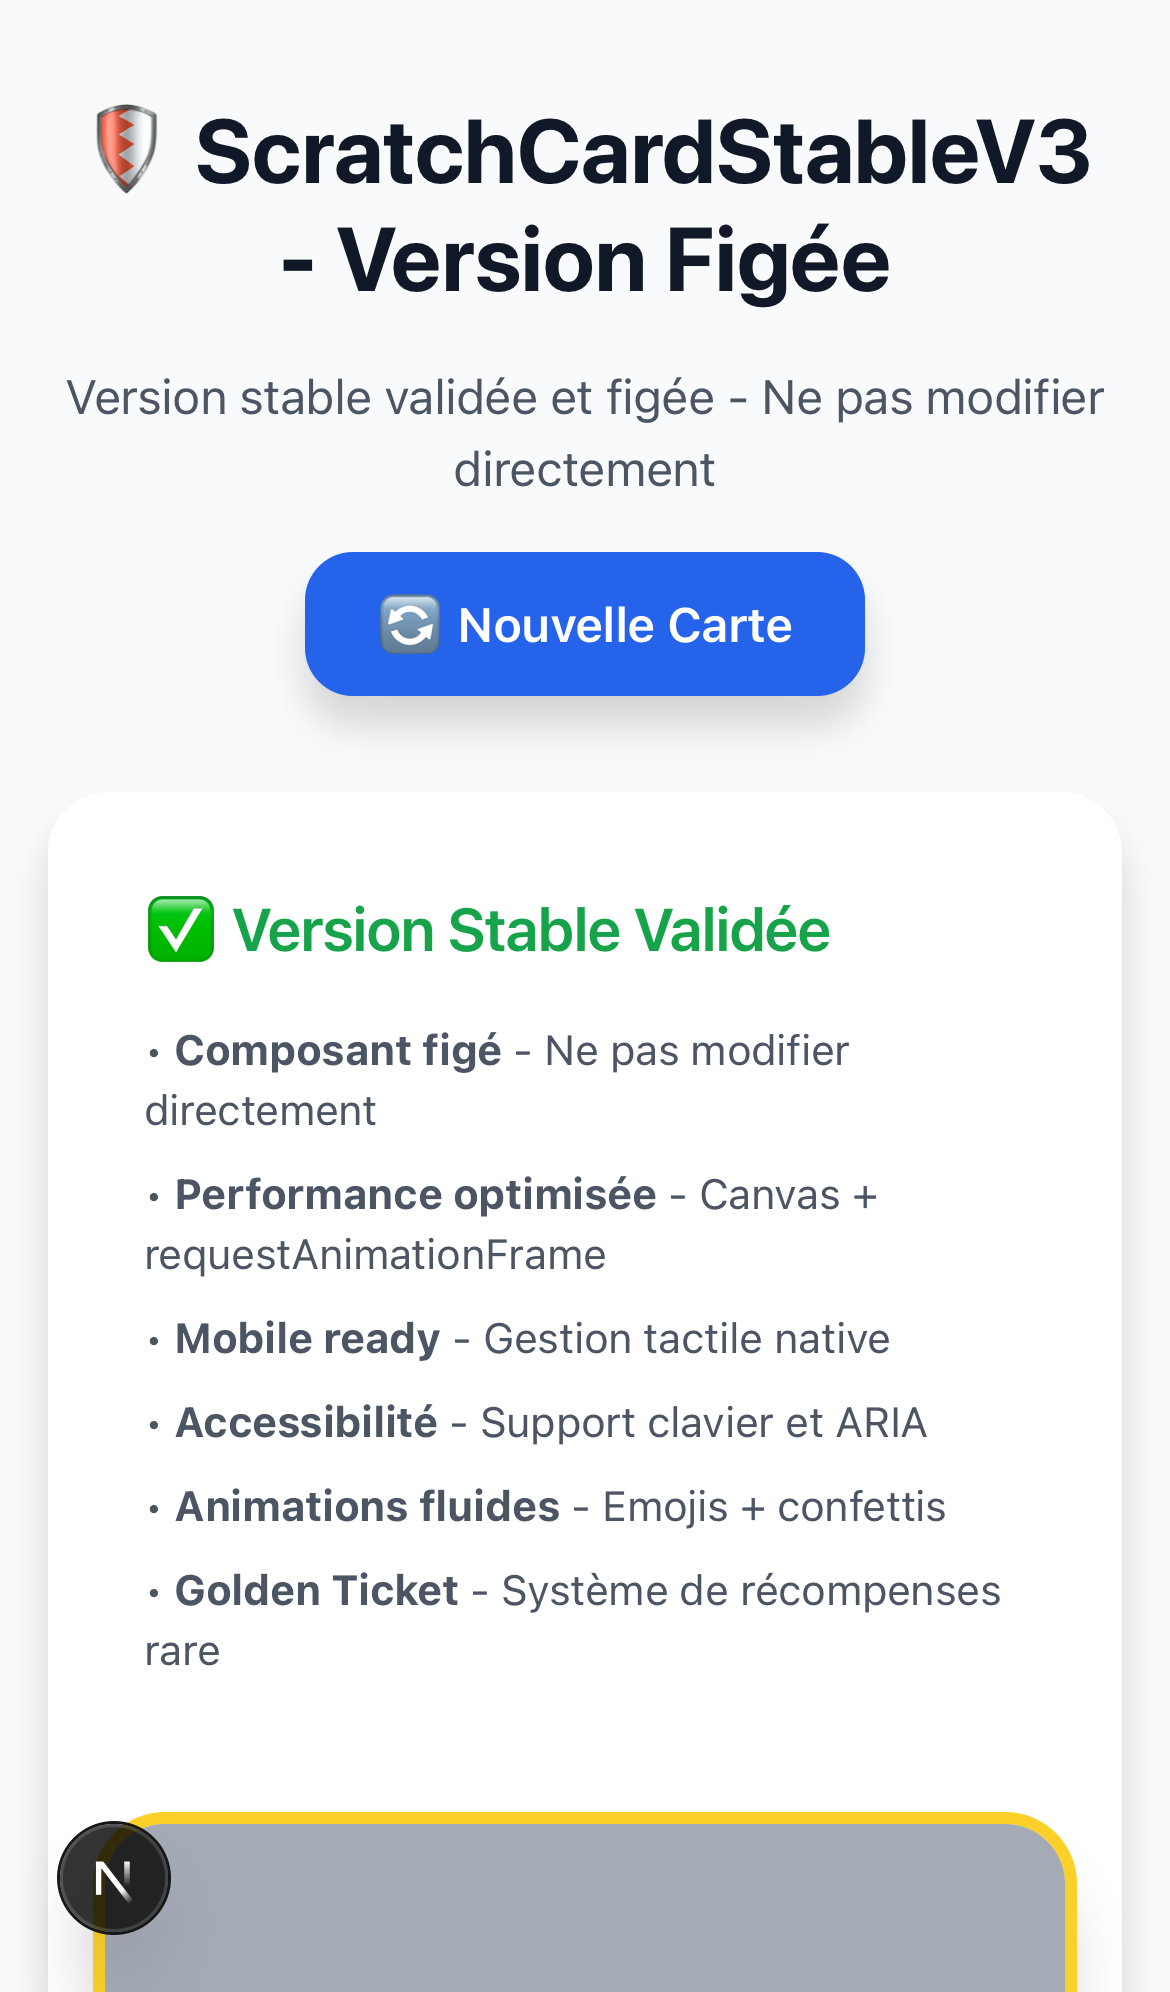 🛡️ ScratchCardStableV3
- Version Figée
Version stable validée et figée - Ne pas modifier
directement
🔄 Nouvelle Carte
✅ Version Stable Validée
• Composant figé - Ne pas modifier
directement
• Performance optimisée - Canvas +
requestAnimationFrame
• Mobile ready - Gestion tactile native
• Accessibilité - Support clavier et ARIA
• Animations fluides - Emojis + confettis
• Golden Ticket - Système de récompenses
rare
N